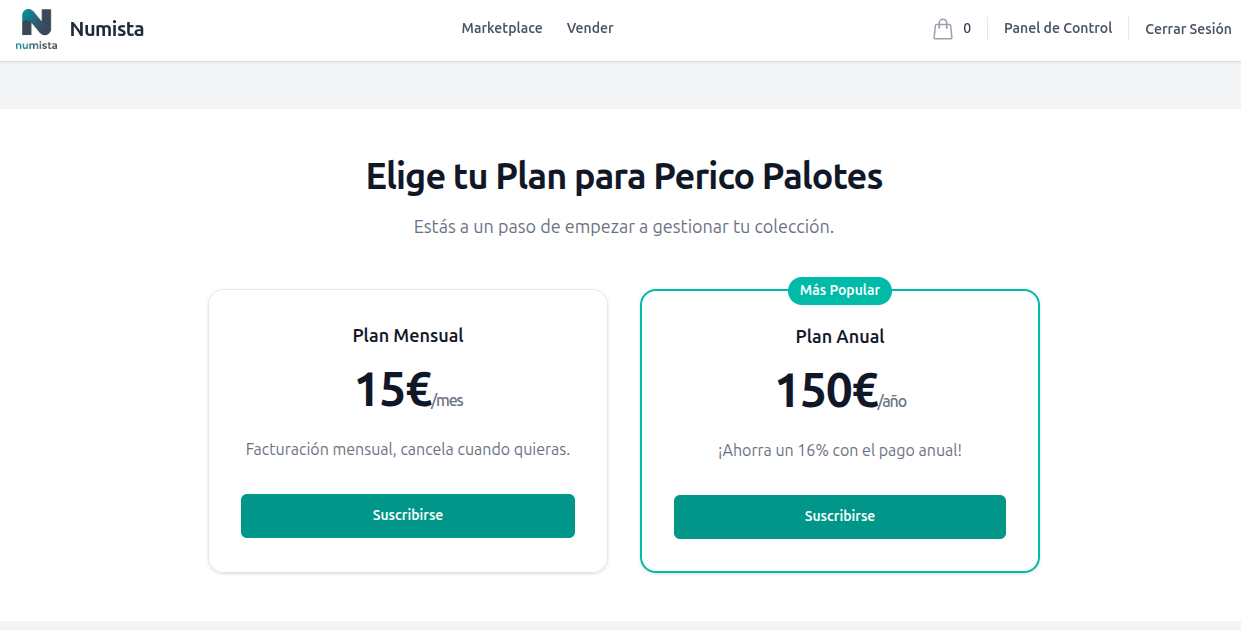 numista
Numista
Marketplace
Vender
0
Panel de Control
Cerrar Sesión
Elige tu Plan para Perico Palotes
Estás a un paso de empezar a gestionar tu colección.
Plan Mensual
15€/mes
Facturación mensual, cancela cuando quieras.
Suscribirse
Más Popular
Plan Anual
150€/año
¡Ahorra un 16% con el pago anual!
Suscribirse